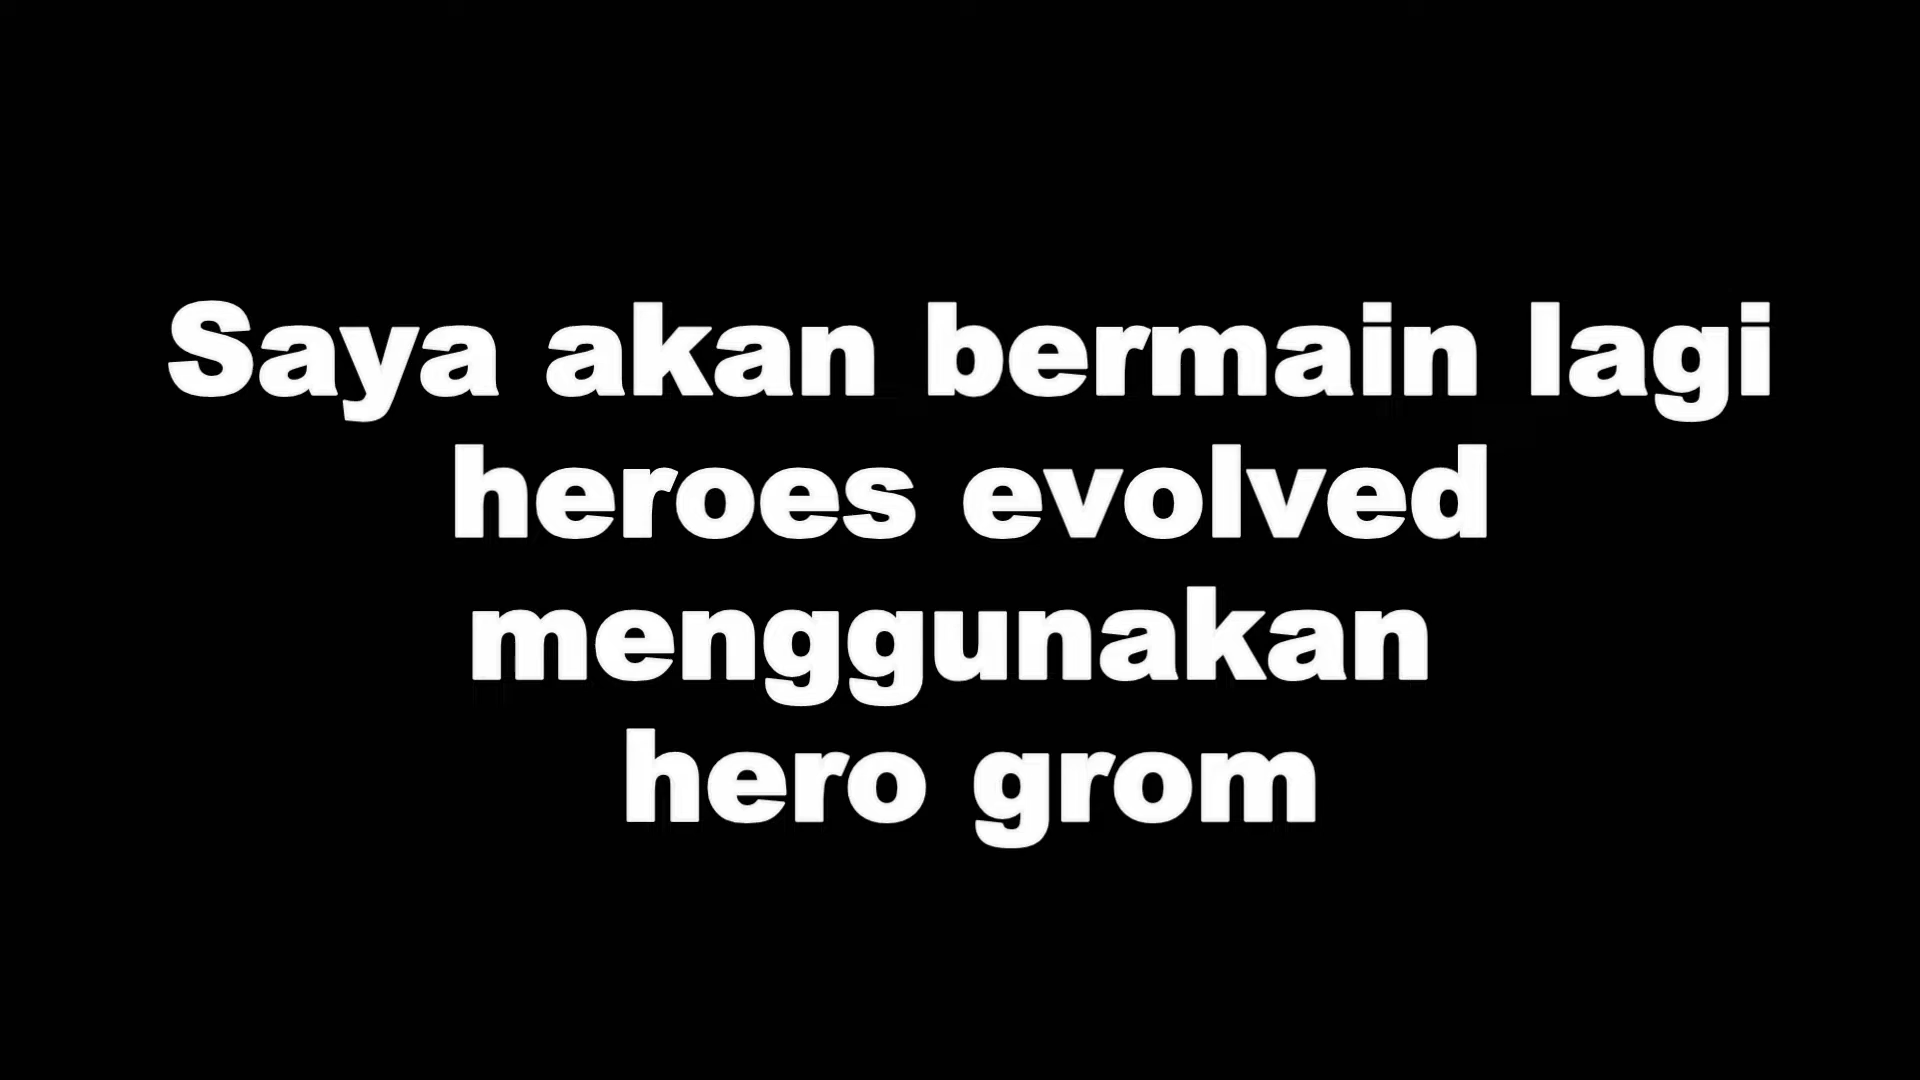 Saya akan bermain lagi
heroes evolved
menggunakan
hero grom